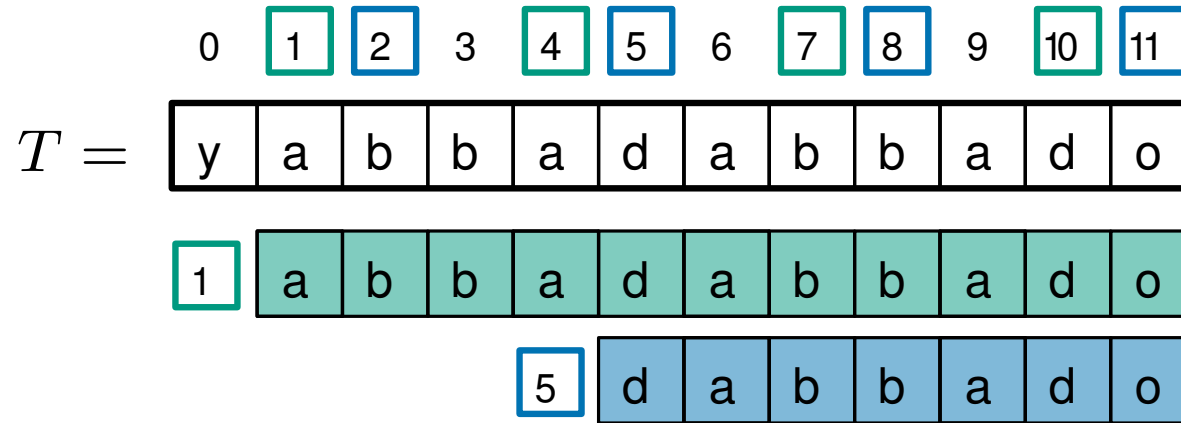 0 1 2 3 4 5 6 7 8 9 10 11
T = y a b b a d a b b a d o
1 a b b a d a b b a d o
5 d a b b a d o